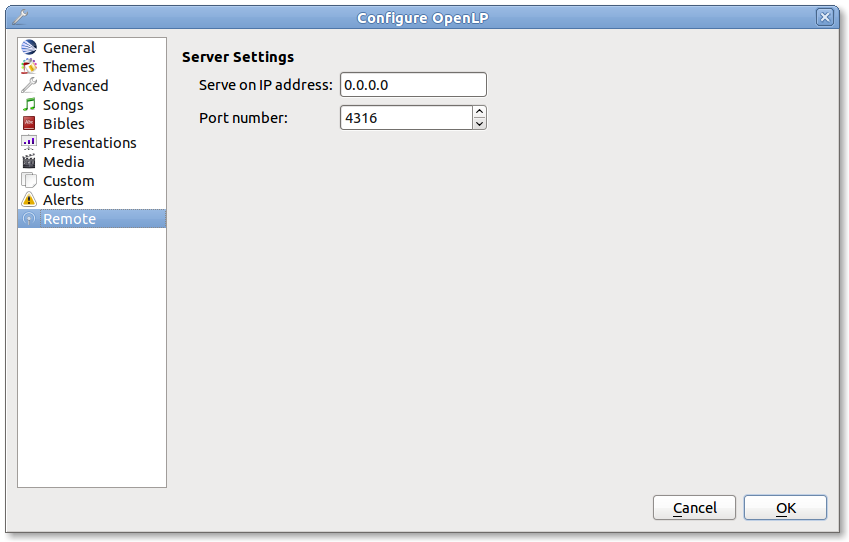 Configure OpenLP
General
Themes
Advanced
Songs
Bibles
Presentations
Media
Custom
Alerts
Remote
Server Settings
Serve on IP address: 0.0.0.0
Port number: 4316
Cancel OK